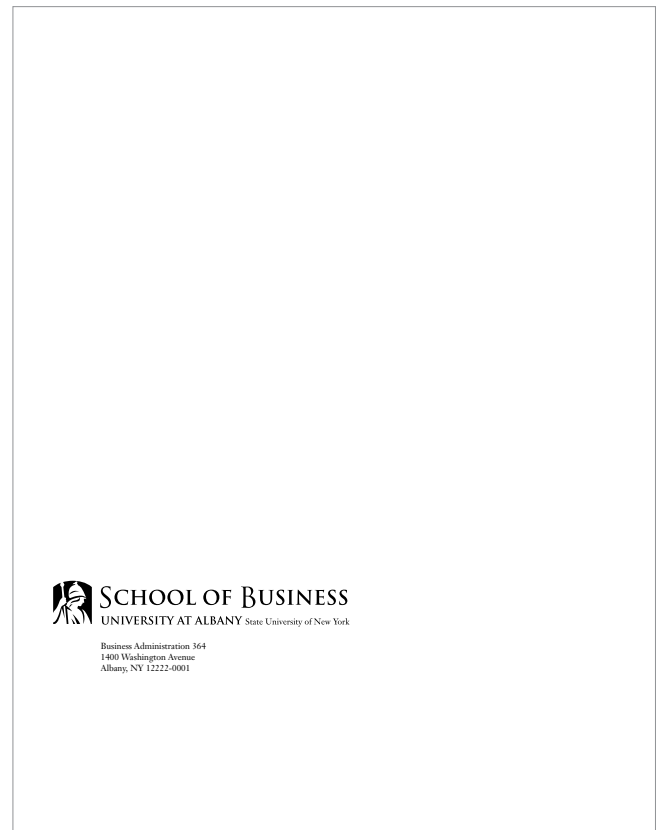 SCHOOL OF BUSINESS
UNIVERSITY AT ALBANY State University of New York
Business Administration 364
1400 Washington Avenue
Albany, NY 12222-0001